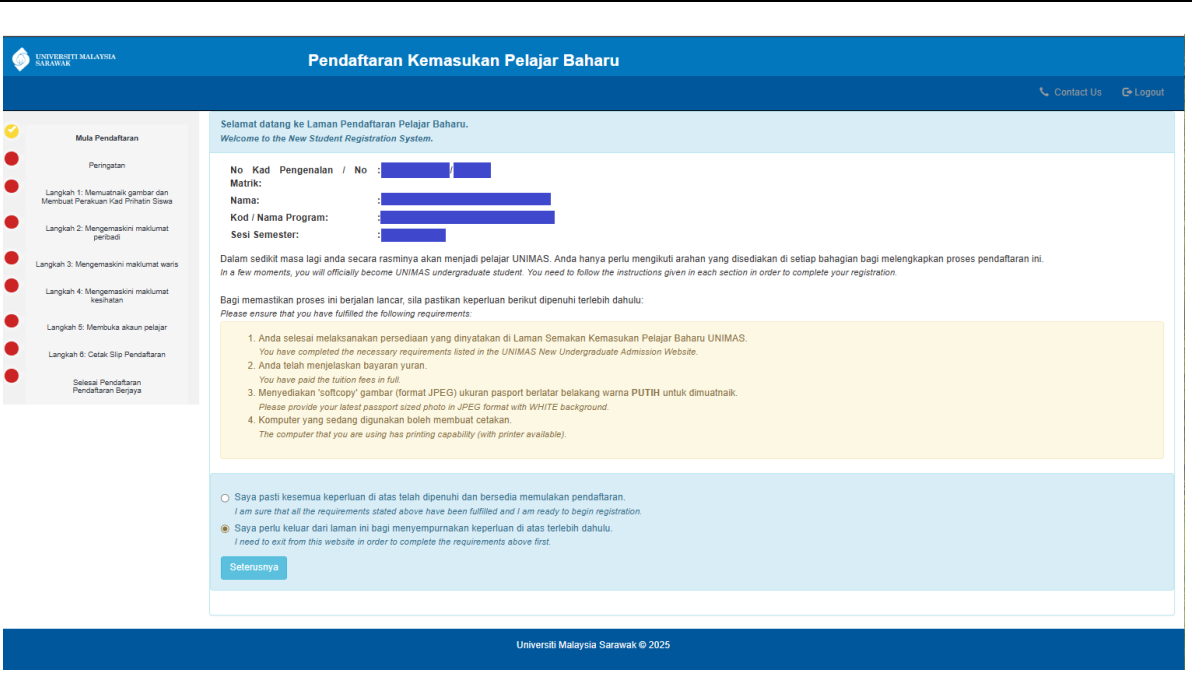 UNIVERSITI MALAYSIA
SARAWAK
Pendaftaran Kemasukan Pelajar Baharu
Contact Us
Logout
Mula Pendaftaran
Peringatan
Langkah 1: Memuatnaik gambar dan
Membuat Perakuan Kad Prihatin Siswa
Langkah 2: Mengemaskini maklumat
peribadi
Langkah 3: Mengemaskini maklumat waris
Langkah 4: Mengemaskini maklumat
kesihatan
Langkah 5: Membuka akaun pelajar
Langkah 6: Cetak Slip Pendaftaran
Selesai Pendaftaran
Pendaftaran Berjaya
Selamat datang ke Laman Pendaftaran Pelajar Baharu.
Welcome to the New Student Registration System.
No Kad Pengenalan / No : /
Matrik:
Nama: :
Kod / Nama Program: :
Sesi Semester: :
Dalam sedikit masa lagi anda secara rasminya akan menjadi pelajar UNIMAS. Anda hanya perlu mengikuti arahan yang disediakan di setiap bahagian bagi melengkapkan proses pendaftaran ini.
In a few moments, you will officially become UNIMAS undergraduate student. You need to follow the instructions given in each section in order to complete your registration.
Bagi memastikan proses ini berjalan lancar, sila pastikan keperluan berikut dipenuhi terlebih dahulu:
Please ensure that you have fulfilled the following requirements:
1. Anda selesai melaksanakan persediaan yang dinyatakan di Laman Semakan Kemasukan Pelajar Baharu UNIMAS.
You have completed the necessary requirements listed in the UNIMAS New Undergraduate Admission Website.
2. Anda telah menjelaskan bayaran yuran.
You have paid the tuition fees in full.
3. Menyediakan 'softcopy' gambar (format JPEG) ukuran pasport berlatar belakang warna PUTIH untuk dimuatnaik.
Please provide your latest passport sized photo in JPEG format with WHITE background.
4. Komputer yang sedang digunakan boleh membuat cetakan.
The computer that you are using has printing capability (with printer available).
Saya pasti kesemua keperluan di atas telah dipenuhi dan bersedia memulakan pendaftaran.
I am sure that all the requirements stated above have been fulfilled and I am ready to begin registration.
Saya perlu keluar dari laman ini bagi menyempurnakan keperluan di atas terlebih dahulu.
I need to exit from this website in order to complete the requirements above first.
Seterusnya
Universiti Malaysia Sarawak © 2025